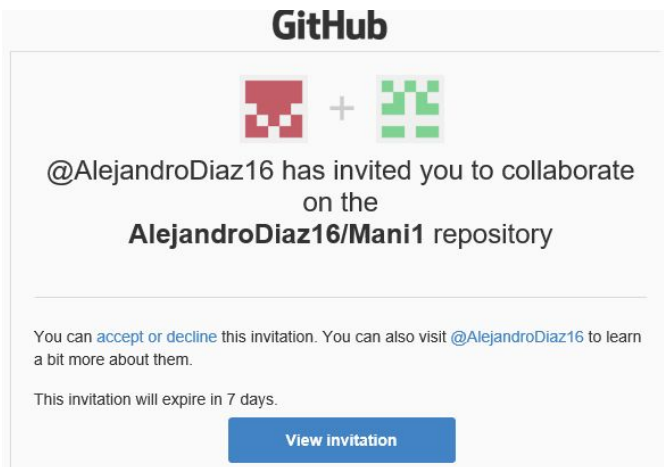 GitHub
+
@AlejandroDiaz16 has invited you to collaborate
on the
AlejandroDiaz16/Mani1 repository
You can accept or decline this invitation. You can also visit @AlejandroDiaz16 to learn
a bit more about them.
This invitation will expire in 7 days.
View invitation